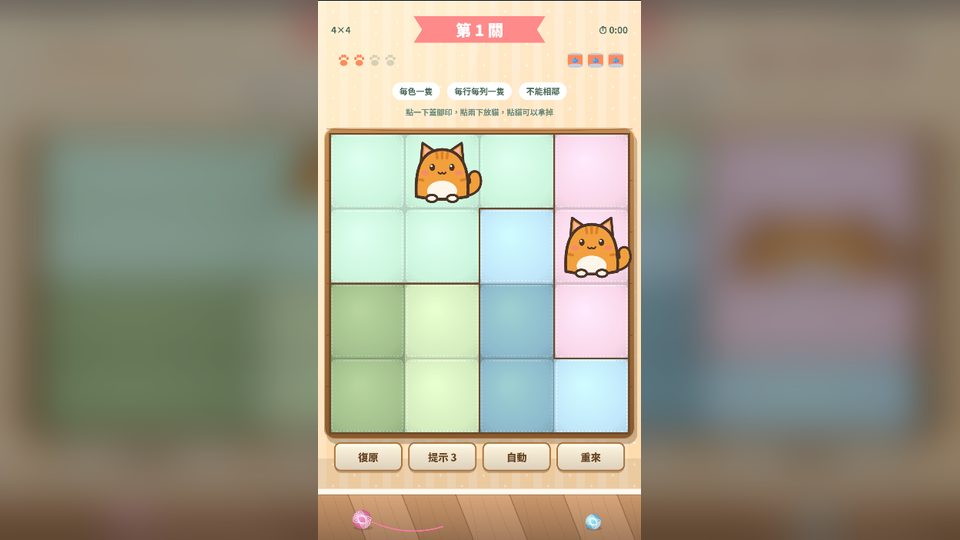 4×4
第 1 關
0:00
每色一隻
每行每列一隻
不能相鄰
點一下蓋腳印，點兩下放貓，點貓可以拿掉
復原
提示 3
自動
重來